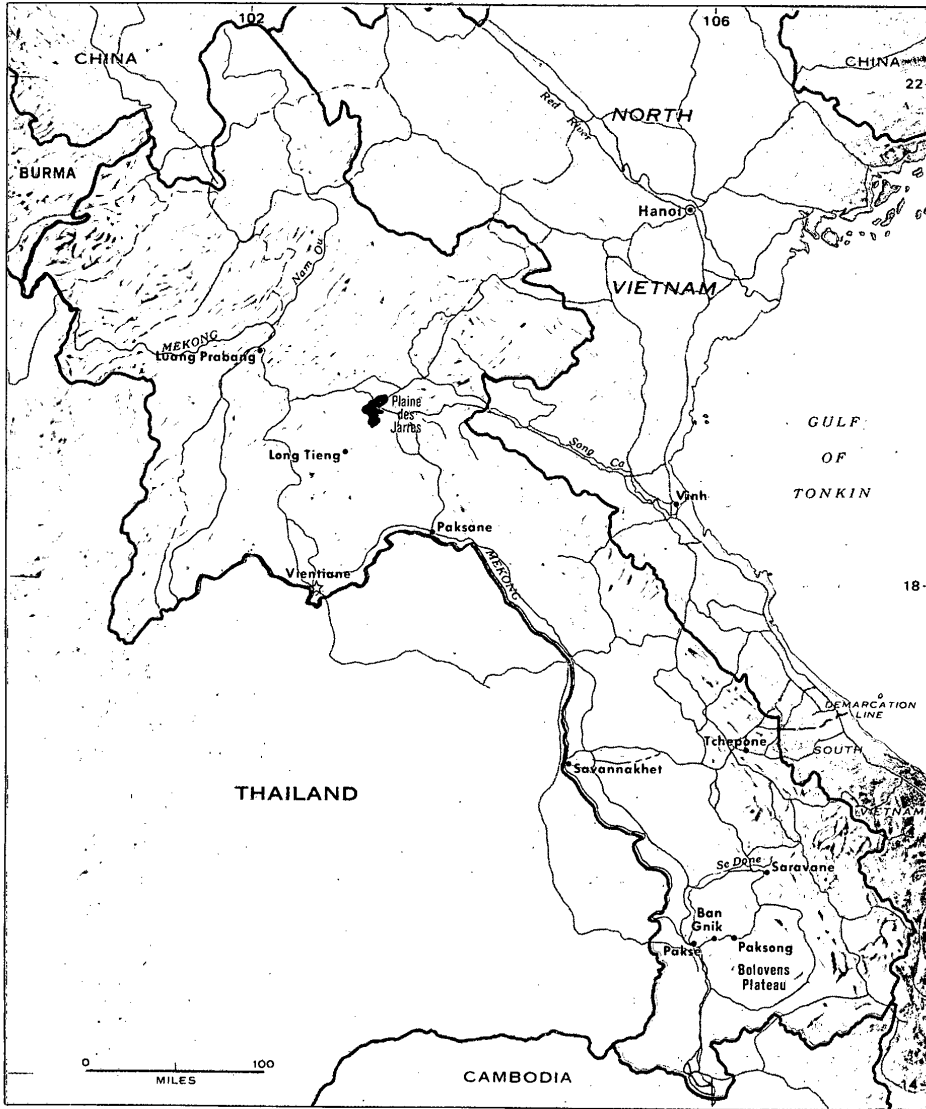 102
106
CHINA
CHINA
22
Red
River
NORTH
BURMA
Hanoi
Nam Ou
VIETNAM
MEKONG
Luang Prabang
Plaine
des
Jarres
GULF
OF
TONKIN
Long Tieng
Song Ca
Vinh
Paksane
MEKONG
Vientiane
18
DEMARCATION
LINE
Tchepone
SOUTH
Savannakhet
THAILAND
VIETNAM
Se Done
Saravane
Ban
Gnik
Pakse
Paksong
Bolovens
Plateau
0
100
MILES
CAMBODIA
14